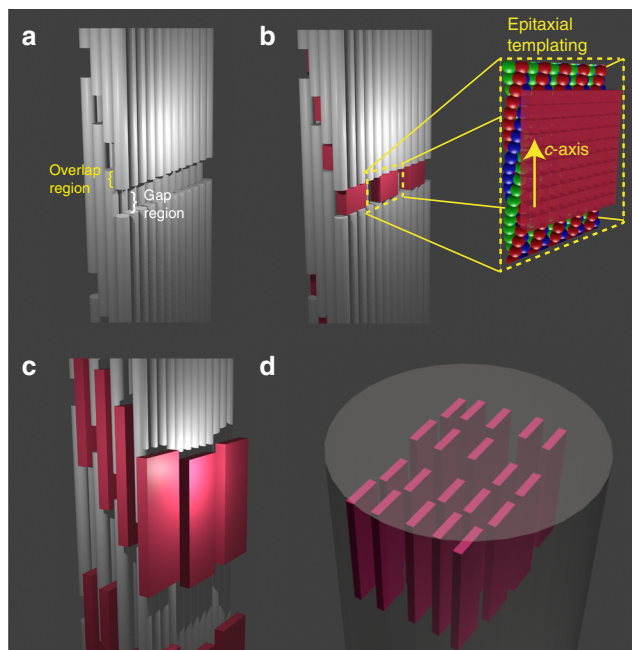 a
b
Epitaxial
templating
c-axis
Overlap
region
Gap
region
c
d